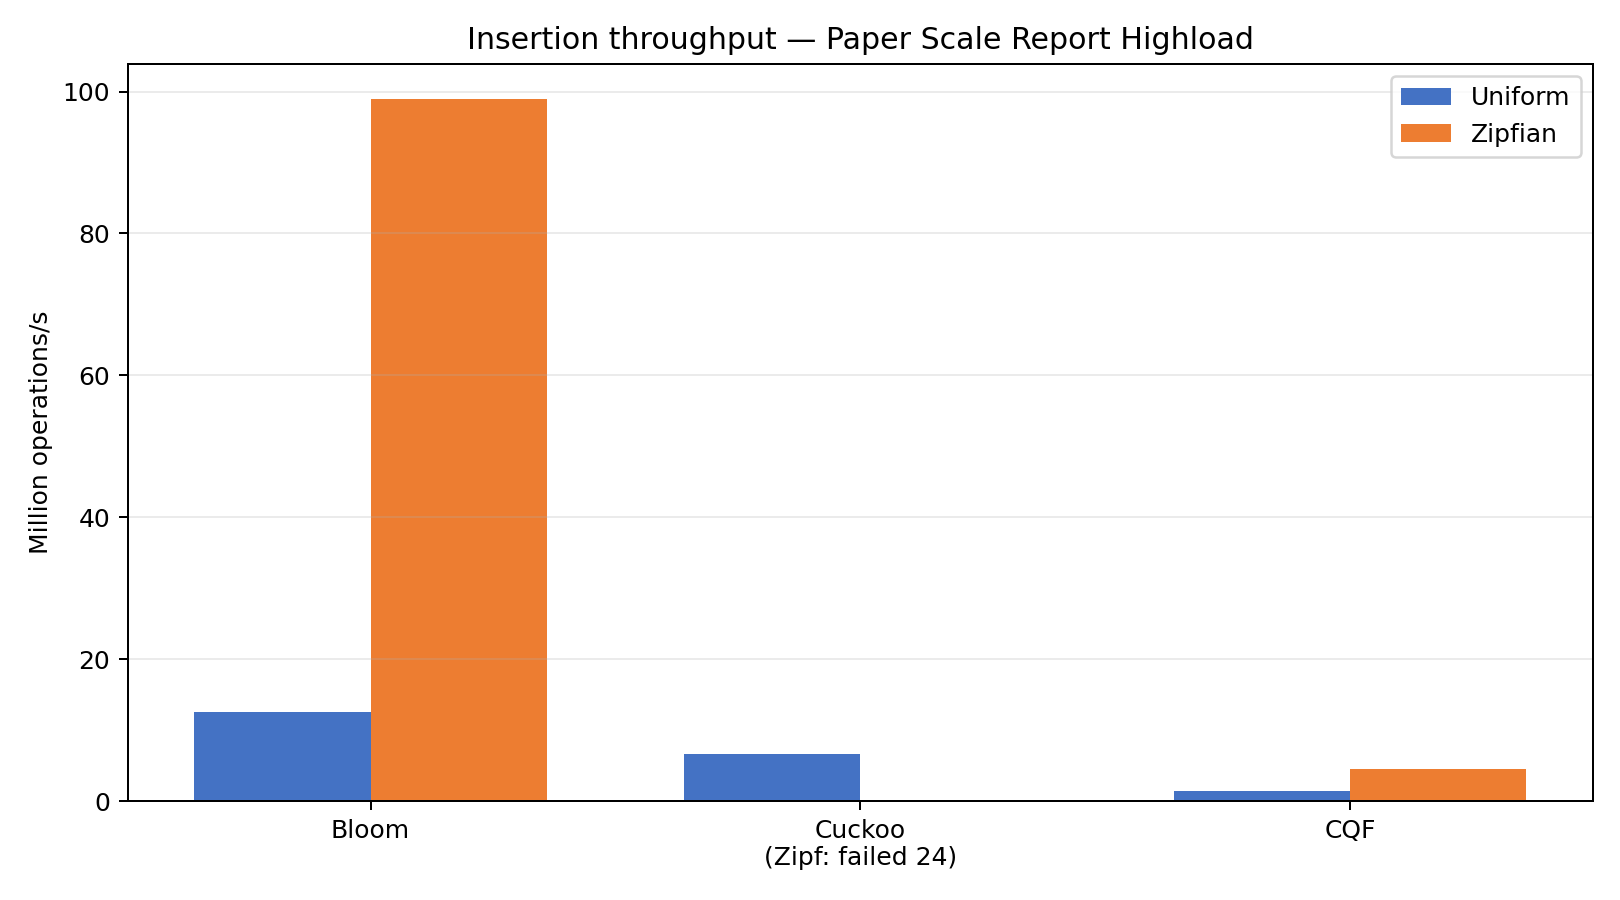 Insertion throughput — Paper Scale Report Highload
Million operations/s
100
80
60
40
20
0
Uniform
Zipfian
Bloom
Cuckoo
(Zipf: failed 24)
CQF